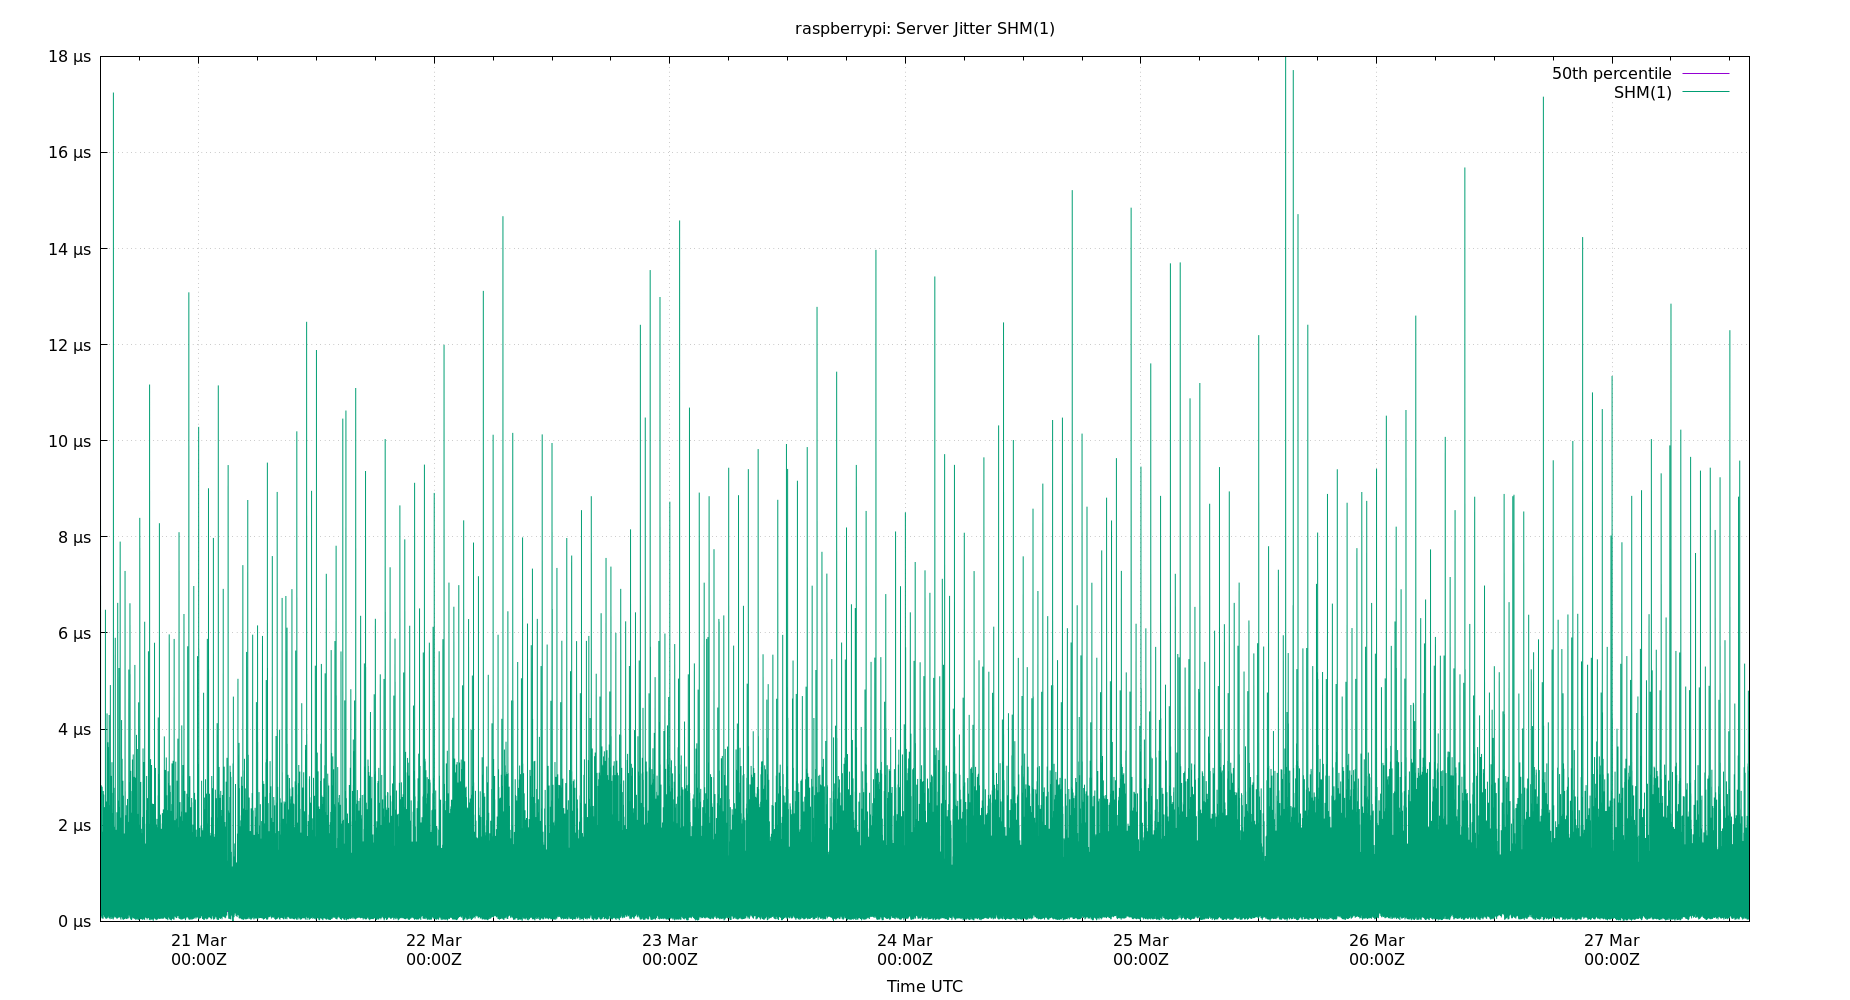 raspberrypi: Server Jitter SHM(1)
18 µs
16 µs
14 µs
12 µs
10 µs
8 µs
6 µs
4 µs
2 µs
0 µs
50th percentile
SHM(1)
21 Mar
00:00Z
22 Mar
00:00Z
23 Mar
00:00Z
24 Mar
00:00Z
25 Mar
00:00Z
26 Mar
00:00Z
27 Mar
00:00Z
Time UTC